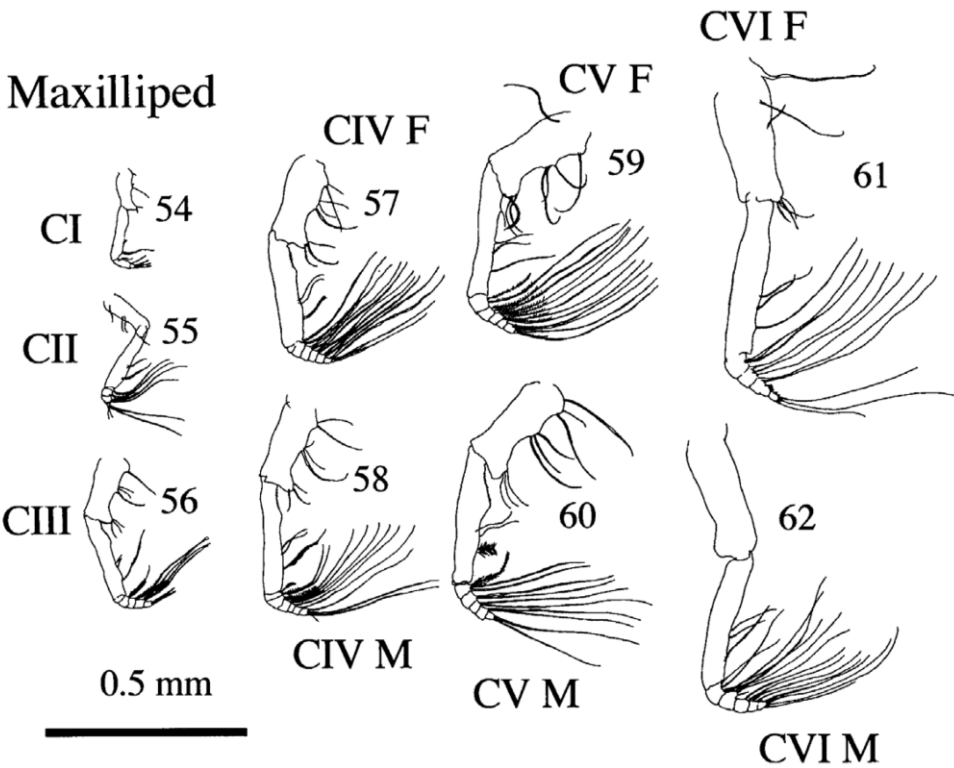 Maxilliped
CI
54
CII
55
CIII
56
CIV F
57
58
CIV M
CV F
59
60
CV M
CVI F
61
62
CVI M
0.5 mm